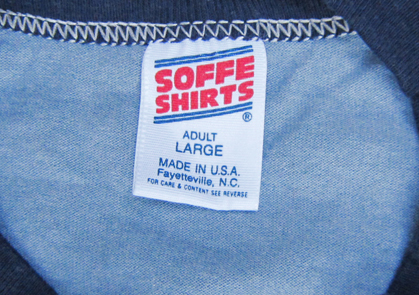 SOFFE
SHIRTS
®
ADULT
LARGE
MADE IN U.S.A.
Fayetteville, N.C.
FOR CARE & CONTENT SEE REVERSE